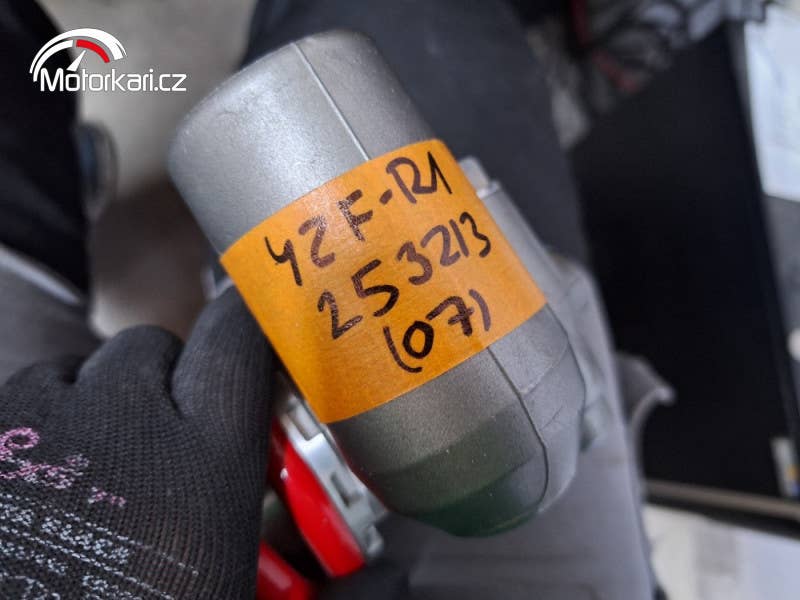 Motorkari.cz
YZF-R1
253213
(07)